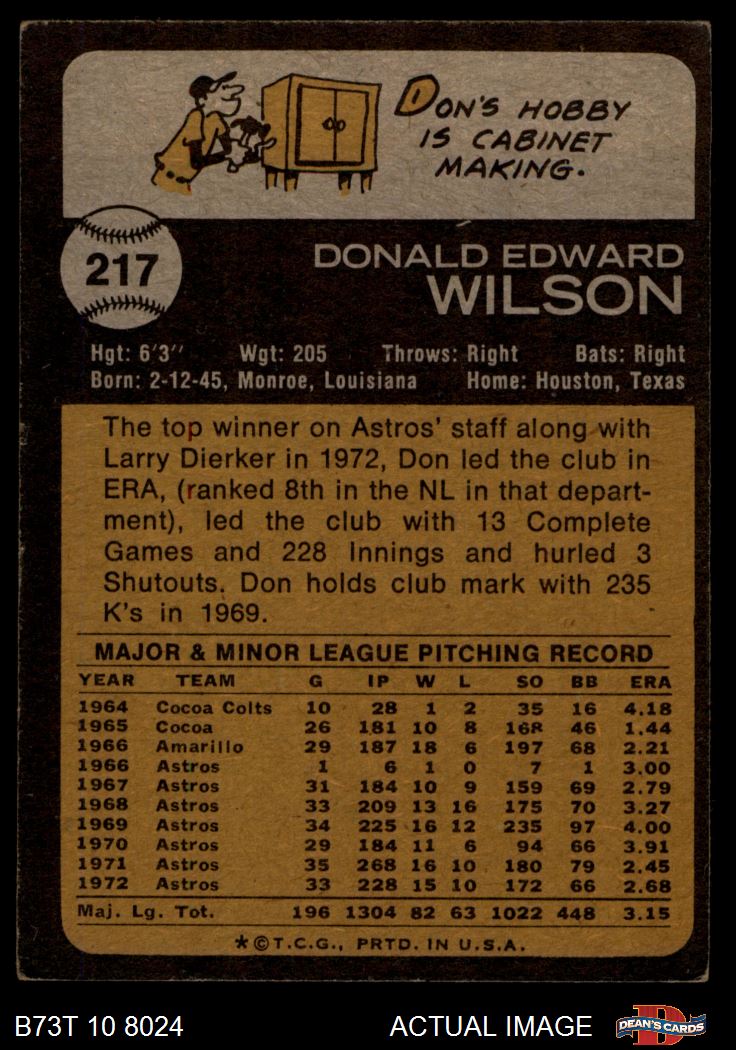 DON'S HOBBY
IS CABINET
MAKING.
217
DONALD EDWARD
WILSON
Hgt: 6'3" Wgt: 205 Throws: Right Bats: Right
Born: 2-12-45, Monroe, Louisiana Home: Houston, Texas
The top winner on Astros' staff along with
Larry Dierker in 1972, Don led the club in
ERA, (ranked 8th in the NL in that depart-
ment), led the club with 13 Complete
Games and 228 Innings and hurled 3
Shutouts. Don holds club mark with 235
K's in 1969.
MAJOR & MINOR LEAGUE PITCHING RECORD
YEAR TEAM G IP W L SO BB ERA
1964 Cocoa Colts 10 28 1 2 35 16 4.18
1965 Cocoa 26 181 10 8 168 46 1.44
1966 Amarillo 29 187 18 6 197 68 2.21
1966 Astros 1 6 1 0 7 1 3.00
1967 Astros 31 184 10 9 159 69 2.79
1968 Astros 33 209 13 16 175 70 3.27
1969 Astros 34 225 16 12 235 97 4.00
1970 Astros 29 184 11 6 94 66 3.91
1971 Astros 35 268 16 10 180 79 2.45
1972 Astros 33 228 15 10 172 66 2.68
Maj. Lg. Tot. 196 1304 82 63 1022 448 3.15
*©T.C.G., PRTD. IN U.S.A.
B73T 10 8024 ACTUAL IMAGE D DEAN'S CARDS